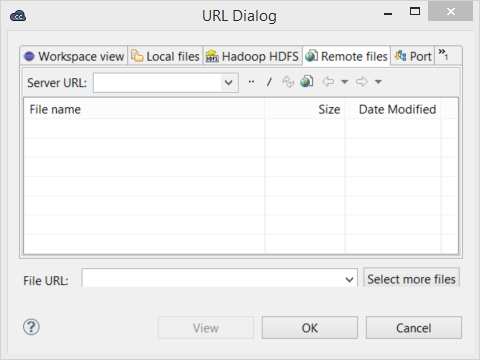 URL Dialog
Workspace view Local files Hadoop HDFS Remote files Port »1
Server URL: .. /
File name Size Date Modified
File URL: Select more files
View OK Cancel